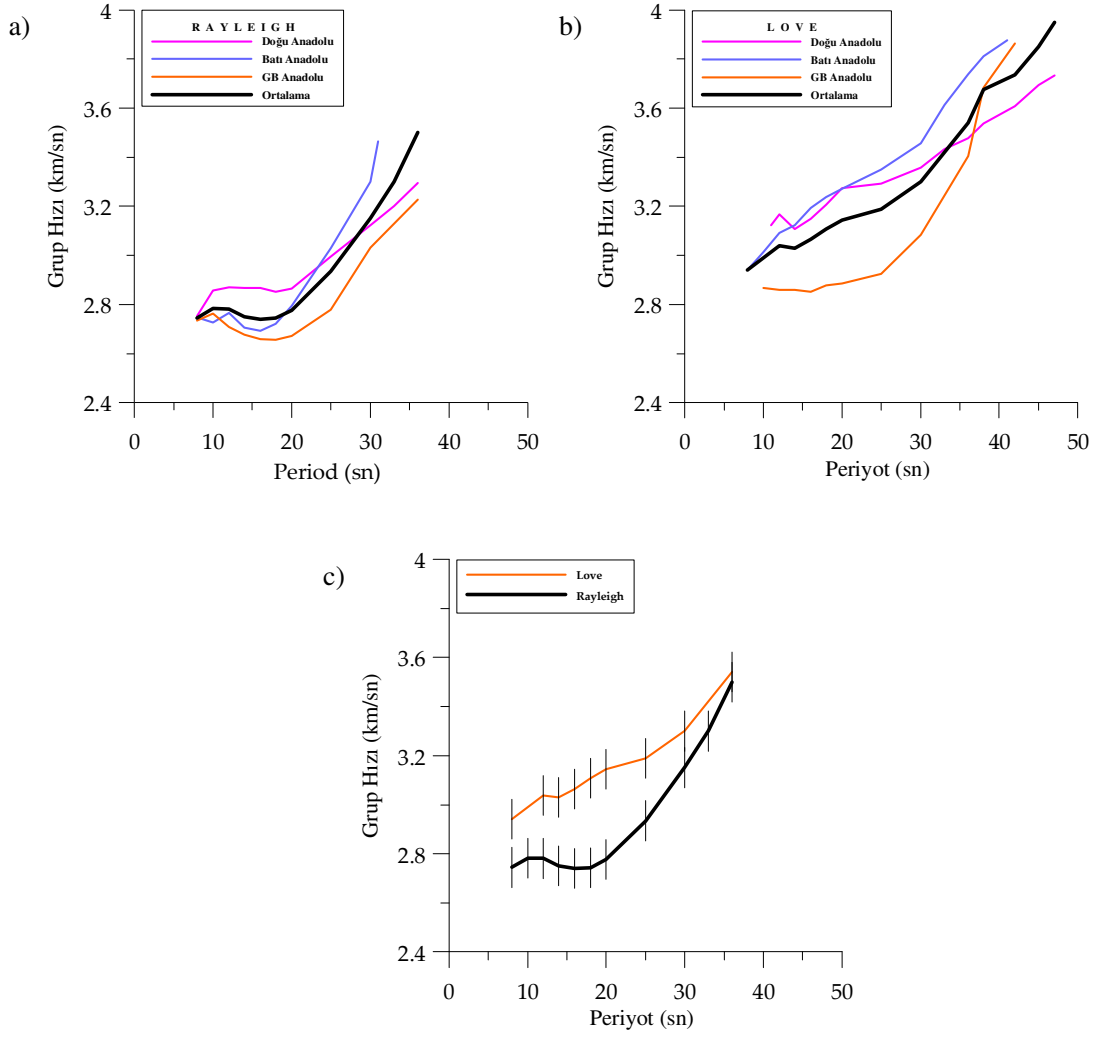 a)
R A Y L E I G H
Doğu Anadolu
Batı Anadolu
GB Anadolu
Ortalama
Grup Hızı (km/sn)
4
3.6
3.2
2.8
2.4
0 10 20 30 40 50
Period (sn)
b)
L O V E
Doğu Anadolu
Batı Anadolu
GB Anadolu
Ortalama
Grup Hızı (km/sn)
4
3.6
3.2
2.8
2.4
0 10 20 30 40 50
Periyot (sn)
c)
Love
Rayleigh
Grup Hızı (km/sn)
4
3.6
3.2
2.8
2.4
0 10 20 30 40 50
Periyot (sn)